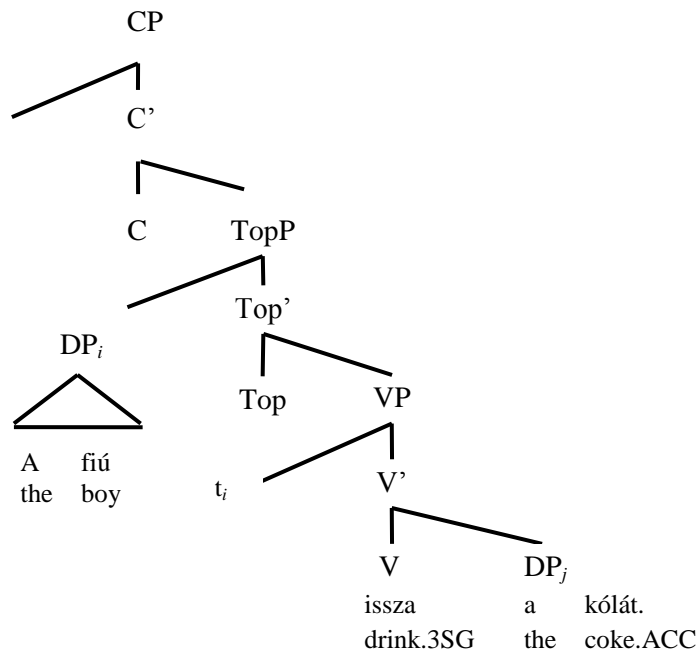 CP
C’
C TopP
Top’
DPi
Top VP
A fiú
the boy
ti
V’
V DPj
issza a kólát.
drink.3SG the coke.ACC